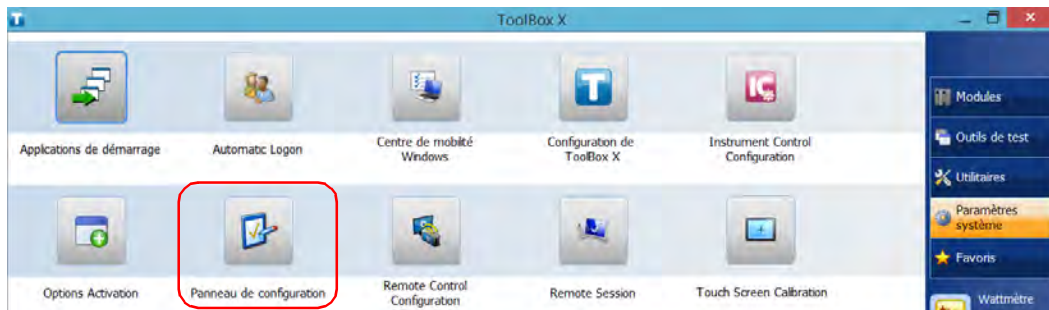 ToolBox X
Applications de démarrage
Automatic Logon
Centre de mobilité
Windows
Configuration de
ToolBox X
Instrument Control
Configuration
Options Activation
Panneau de configuration
Remote Control
Configuration
Remote Session
Touch Screen Calibration
Modules
Outils de test
Utilitaires
Paramètres
système
Favoris
Wattmètre